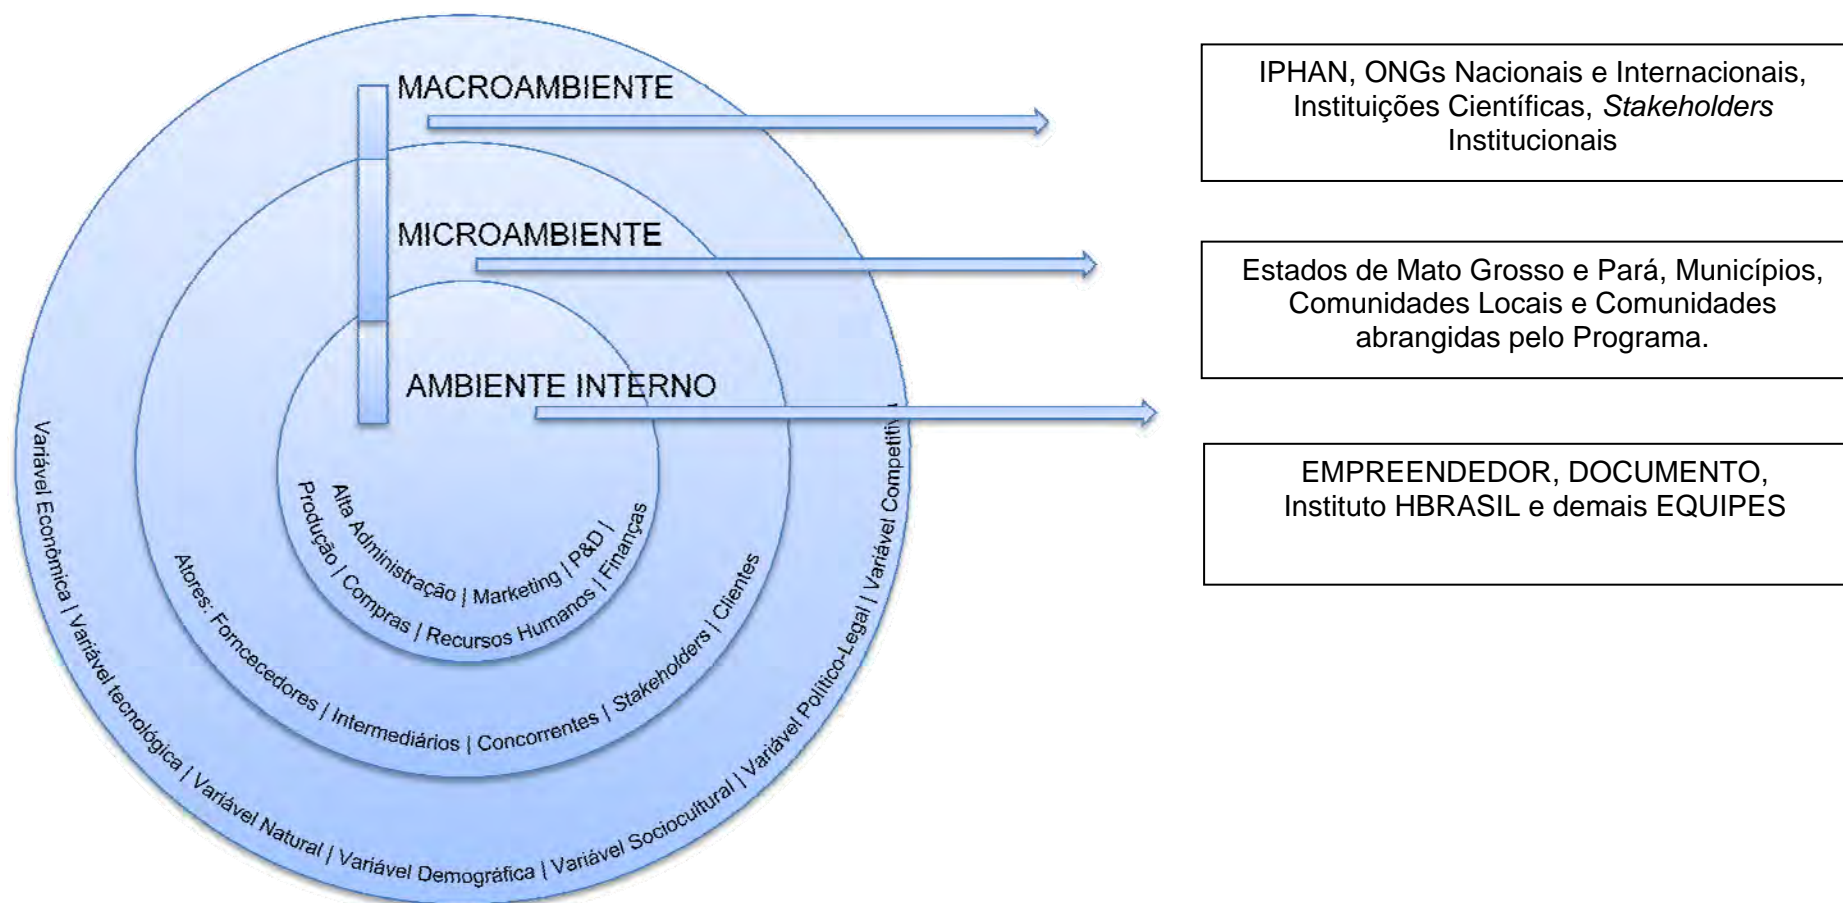 MACROAMBIENTE
IPHAN, ONGs Nacionais e Internacionais,
Instituições Científicas, Stakeholders
Institucionais
MICROAMBIENTE
Estados de Mato Grosso e Pará, Municípios,
Comunidades Locais e Comunidades
abrangidas pelo Programa.
AMBIENTE INTERNO
EMPREENDEDOR, DOCUMENTO,
Instituto HBRASIL e demais EQUIPES
Alta Administração | Marketing | P&D |
Produção | Compras | Recursos Humanos | Finanças
Atores: Forncecedores | Intermediários | Concorrentes | Stakeholders | Clientes
Variável Econômica | Variável tecnológica | Variável Natural | Variável Demográfica | Variável Sociocultural | Variável Político-Legal | Variável Competitiva